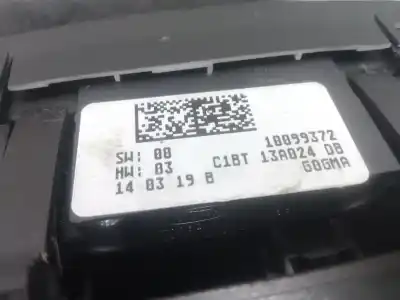 10099372
SW: 00
HW: 03 C1BT 13A024 DB
14 03 19 B GOGMA